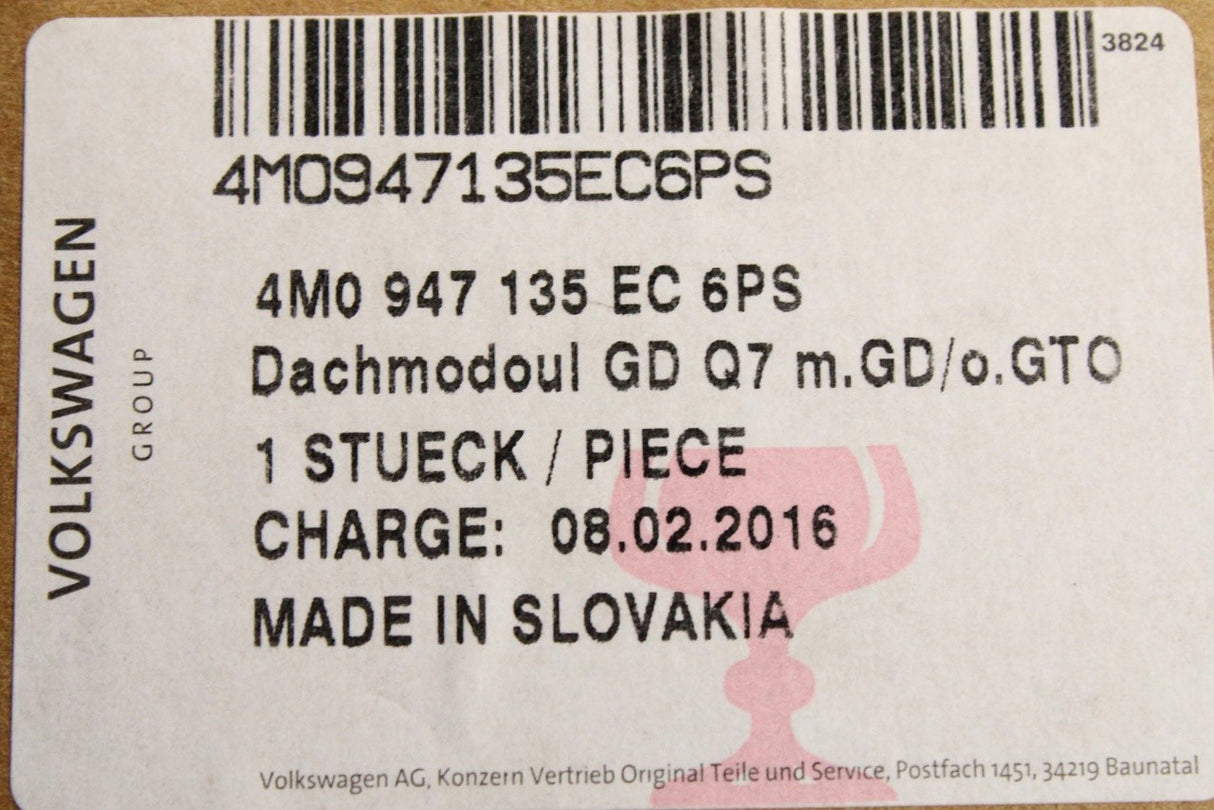 3824
4M0947135EC6PS
VOLKSWAGEN
GROUP
4M0 947 135 EC 6PS
Dachmodoul GD Q7 m.GD/o.GTO
1 STUECK / PIECE
CHARGE: 08.02.2016
MADE IN SLOVAKIA
Volkswagen AG, Konzern Vertrieb Original Teile und Service, Postfach 1451, 34219 Baunatal